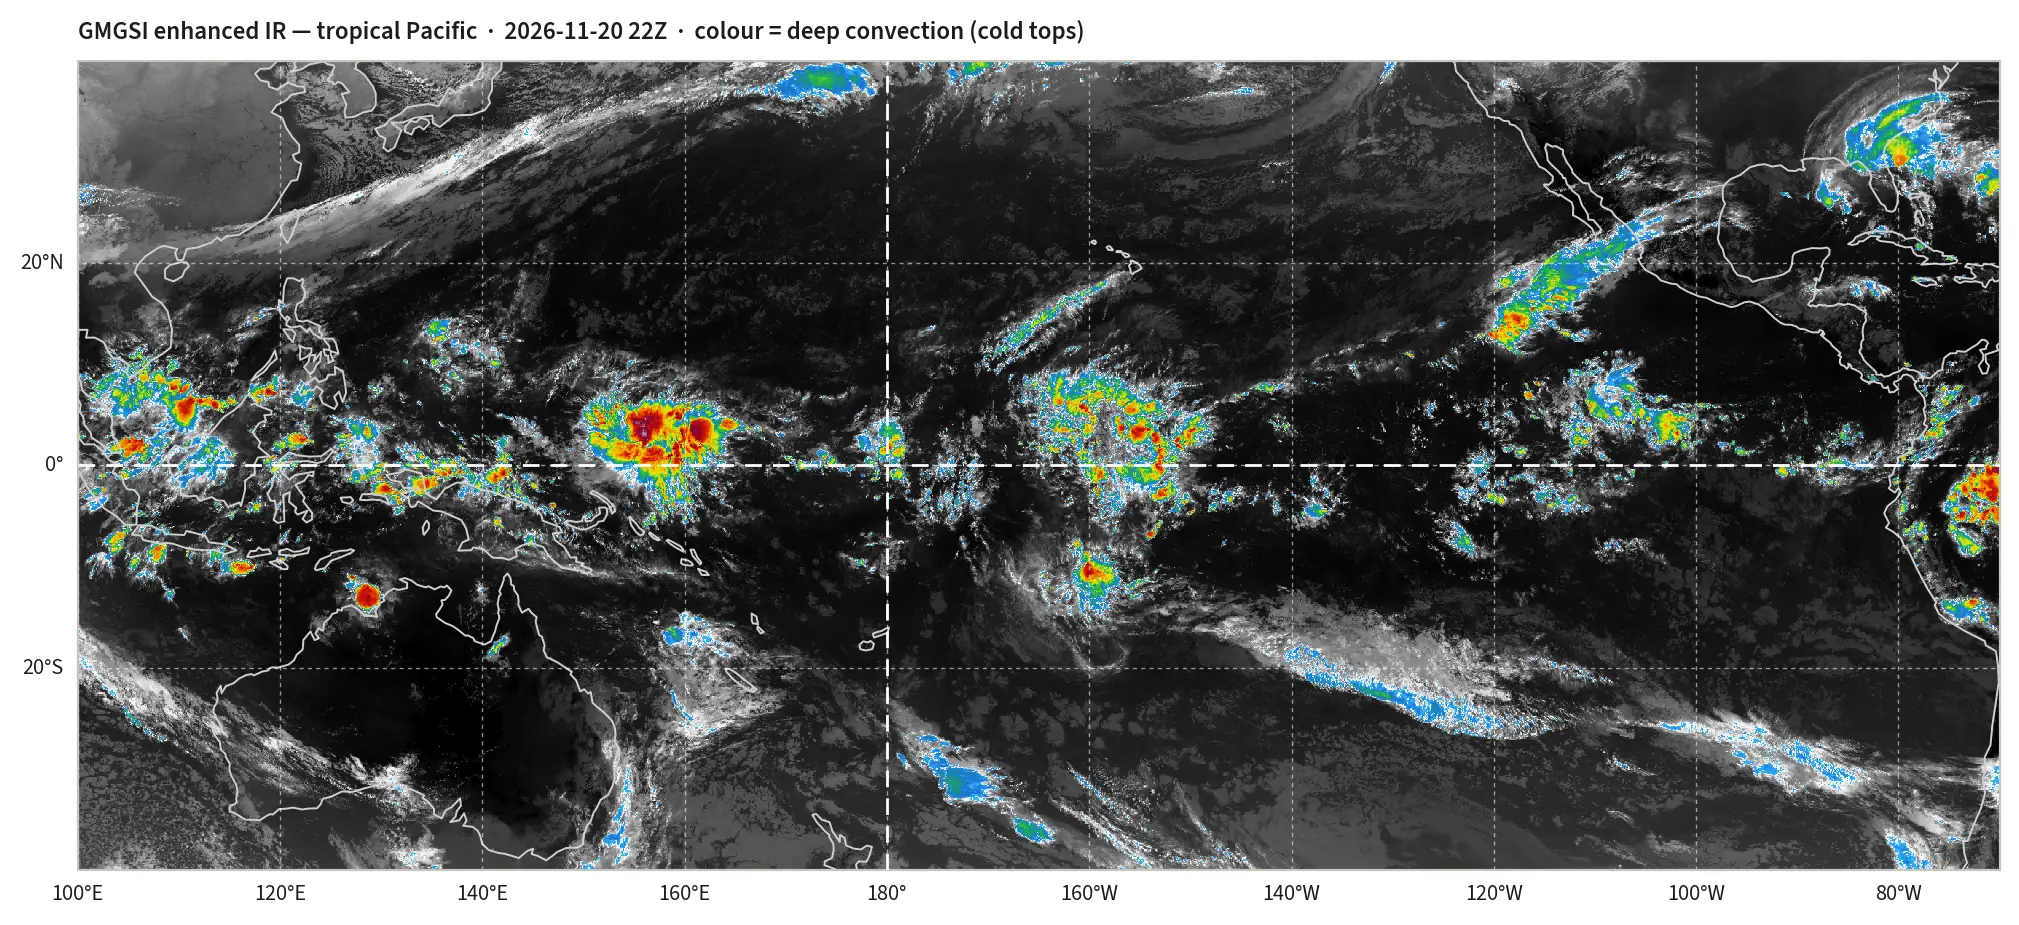 GMGSI enhanced IR — tropical Pacific · 2026-11-20 22Z · colour = deep convection (cold tops)
20°N
0°
20°S
100°E 120°E 140°E 160°E 180° 160°W 140°W 120°W 100°W 80°W